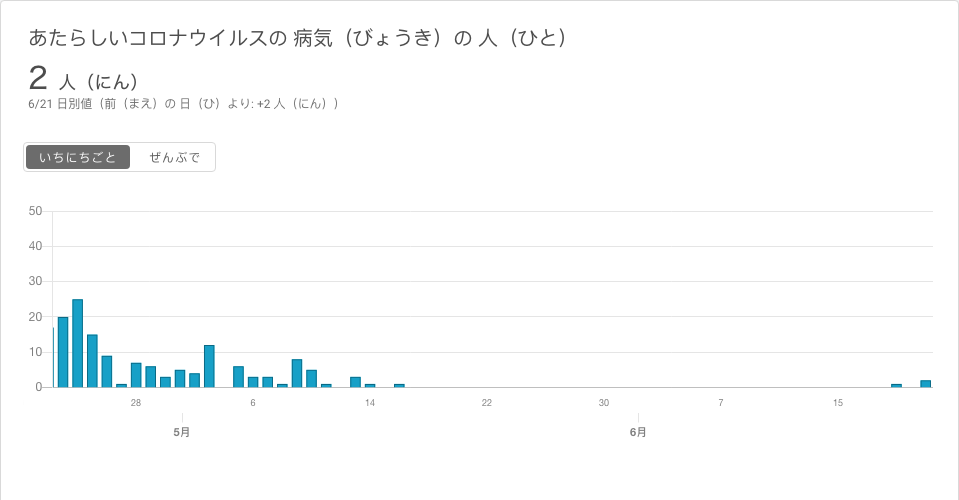 あたらしいコロナウイルスの 病気（びょうき）の 人（ひと）
2 人（にん）
6/21 日別値（前（まえ）の 日（ひ）より: +2 人（にん））
いちにちごと ぜんぶで
50
40
30
20
10
0
28 6 14 22 30 7 15
5月 6月